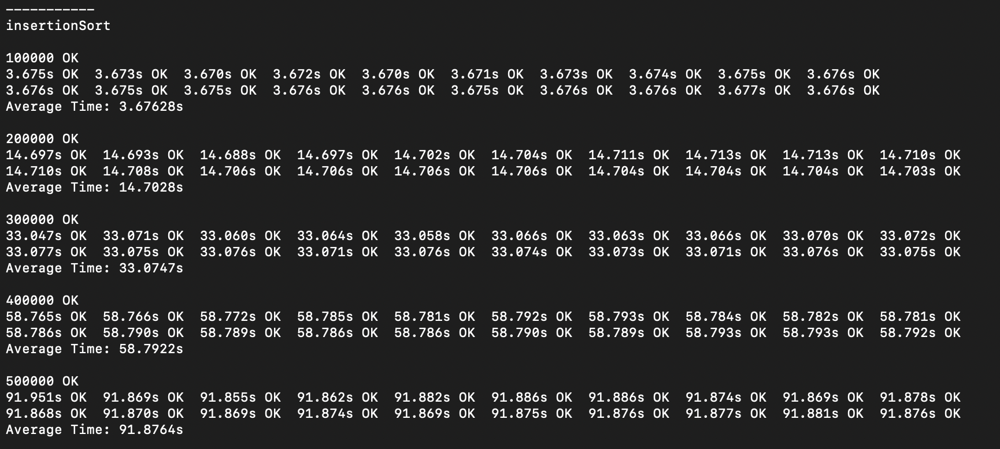 -----------
insertionSort
100000 OK
3.675s OK  3.673s OK  3.670s OK  3.672s OK  3.670s OK  3.671s OK  3.673s OK  3.674s OK  3.675s OK  3.676s OK
3.676s OK  3.675s OK  3.675s OK  3.676s OK  3.676s OK  3.675s OK  3.676s OK  3.676s OK  3.677s OK  3.676s OK
Average Time: 3.67628s
200000 OK
14.697s OK  14.693s OK  14.688s OK  14.697s OK  14.702s OK  14.704s OK  14.711s OK  14.713s OK  14.713s OK  14.710s OK
14.710s OK  14.708s OK  14.706s OK  14.706s OK  14.706s OK  14.706s OK  14.704s OK  14.704s OK  14.704s OK  14.703s OK
Average Time: 14.7028s
300000 OK
33.047s OK  33.071s OK  33.060s OK  33.064s OK  33.058s OK  33.066s OK  33.063s OK  33.066s OK  33.070s OK  33.072s OK
33.077s OK  33.075s OK  33.076s OK  33.071s OK  33.076s OK  33.074s OK  33.073s OK  33.071s OK  33.076s OK  33.075s OK
Average Time: 33.0747s
400000 OK
58.765s OK  58.766s OK  58.772s OK  58.785s OK  58.781s OK  58.792s OK  58.793s OK  58.784s OK  58.782s OK  58.781s OK
58.786s OK  58.790s OK  58.789s OK  58.786s OK  58.786s OK  58.790s OK  58.789s OK  58.793s OK  58.793s OK  58.792s OK
Average Time: 58.7922s
500000 OK
91.951s OK  91.869s OK  91.855s OK  91.862s OK  91.882s OK  91.886s OK  91.886s OK  91.874s OK  91.869s OK  91.878s OK
91.868s OK  91.870s OK  91.869s OK  91.874s OK  91.869s OK  91.875s OK  91.876s OK  91.877s OK  91.881s OK  91.876s OK
Average Time: 91.8764s